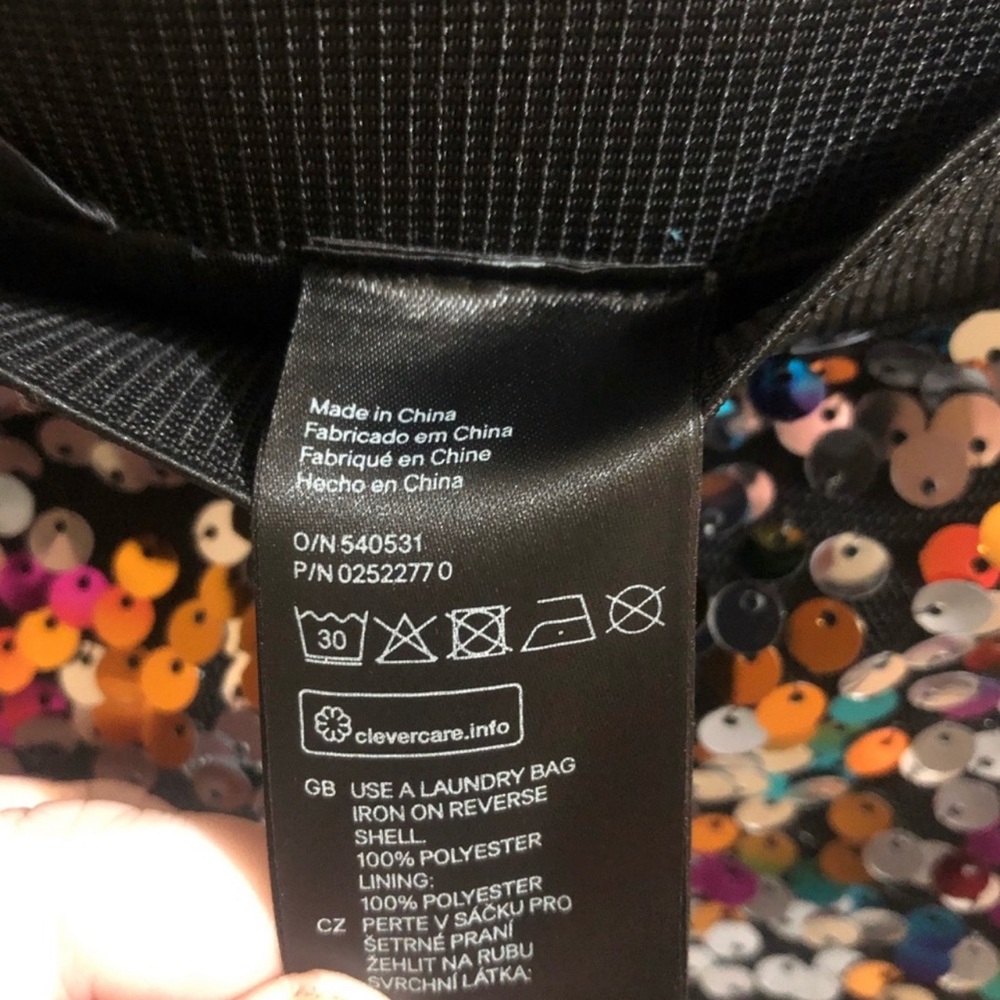 Made in China
Fabricado em China
Fabriqué en Chine
Hecho en China
O/N 540531
P/N 0252277 0
30
clevercare.info
GB USE A LAUNDRY BAG
IRON ON REVERSE
SHELL:
100% POLYESTER
LINING:
100% POLYESTER
CZ PERTE V SÁČKU PRO
ŠETRNÉ PRANÍ
ŽEHLIT NA RUBU
SVRCHNÍ LÁTKA: